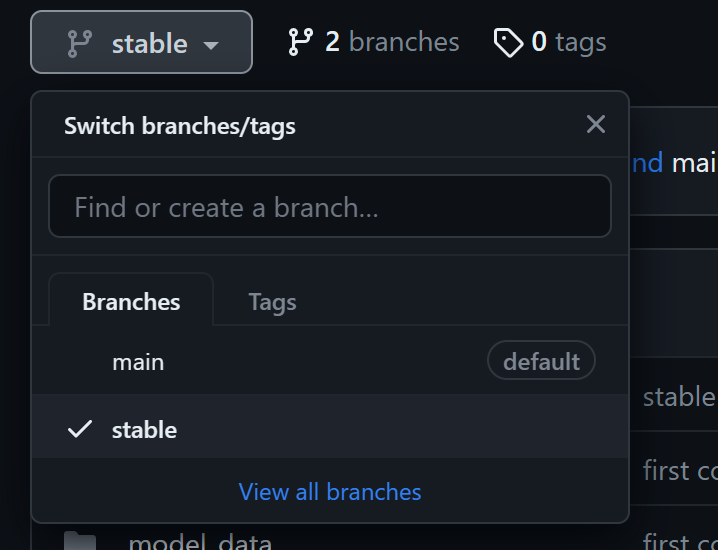 stable 2 branches 0 tags
Switch branches/tags
nd mai
Find or create a branch...
Branches Tags
main default
stable
stable
View all branches
first co
model_data first co